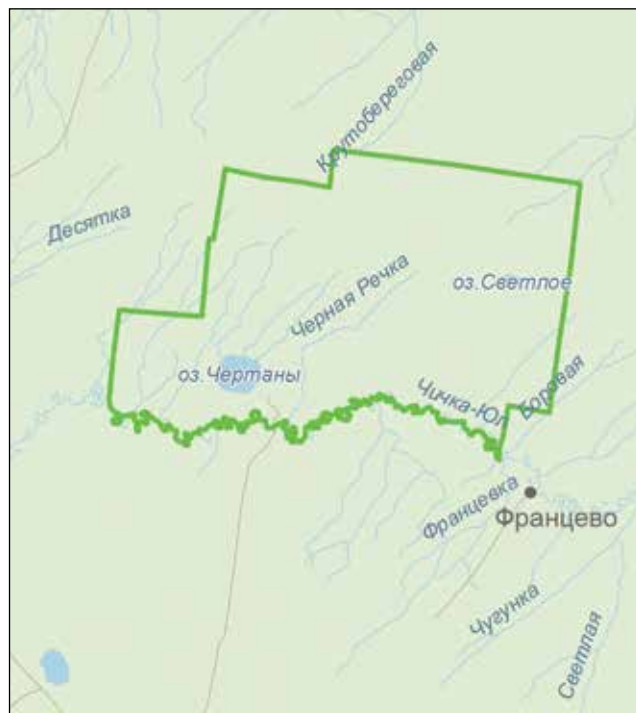 Крутобереговая
Десятка
Черная Речка
оз.Светлое
оз.Чертаны
Чичка-Юл
Боровая
Францевка
Францево
Чугунка
Светлая